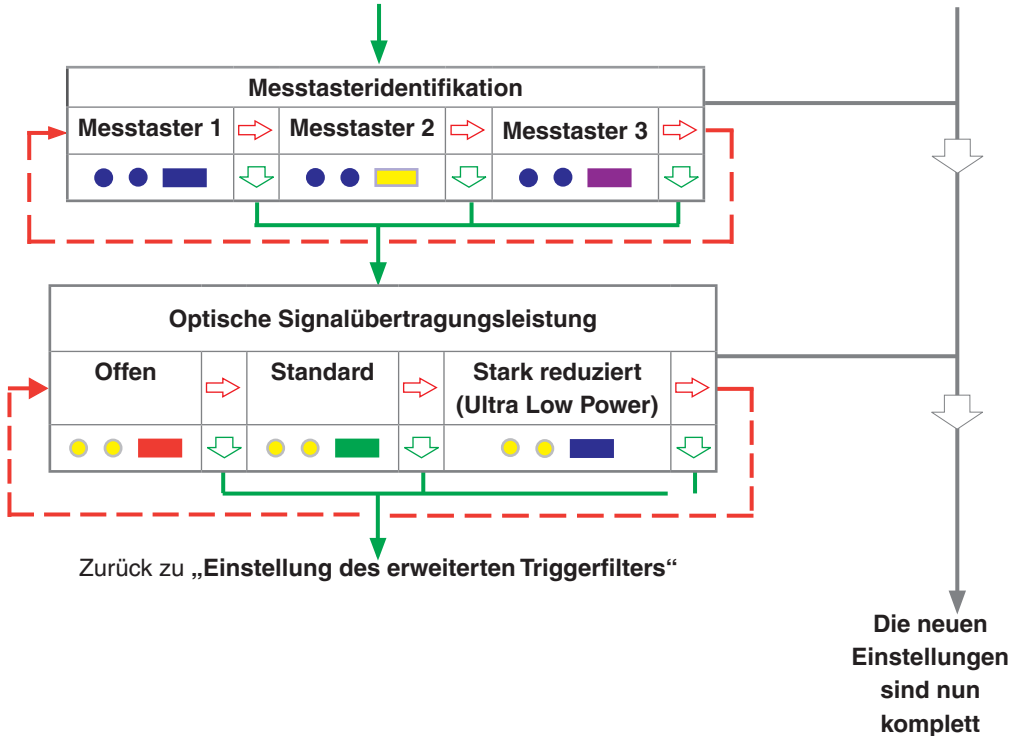 Messtasteridentifikation
Messtaster 1
Messtaster 2
Messtaster 3
Optische Signalübertragungsleistung
Offen
Standard
Stark reduziert
(Ultra Low Power)
Zurück zu „Einstellung des erweiterten Triggerfilters“
Die neuen
Einstellungen
sind nun
komplett